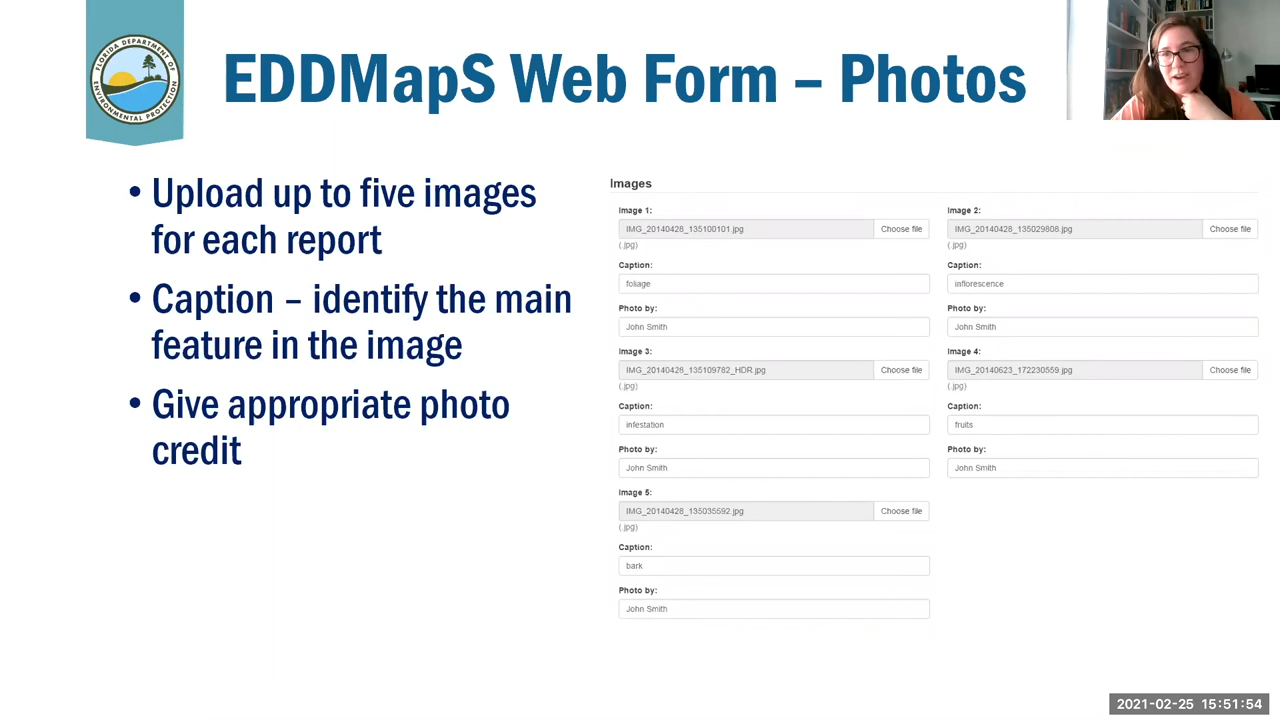 FLORIDA DEPARTMENT OF
ENVIRONMENTAL PROTECTION
EDDMapS Web Form – Photos
• Upload up to five images
for each report
• Caption – identify the main
feature in the image
• Give appropriate photo
credit
Images
Image 1:
IMG_20140428_135100101.jpg Choose file
(.jpg)
Caption:
foliage
Photo by:
John Smith
Image 2:
IMG_20140428_135029808.jpg Choose file
(.jpg)
Caption:
inflorescence
Photo by:
John Smith
Image 3:
IMG_20140428_135109782_HDR.jpg Choose file
(.jpg)
Caption:
infestation
Photo by:
John Smith
Image 4:
IMG_20140623_172230559.jpg Choose file
(.jpg)
Caption:
fruits
Photo by:
John Smith
Image 5:
IMG_20140428_135035592.jpg Choose file
(.jpg)
Caption:
bark
Photo by:
John Smith
2021-02-25 15:51:54